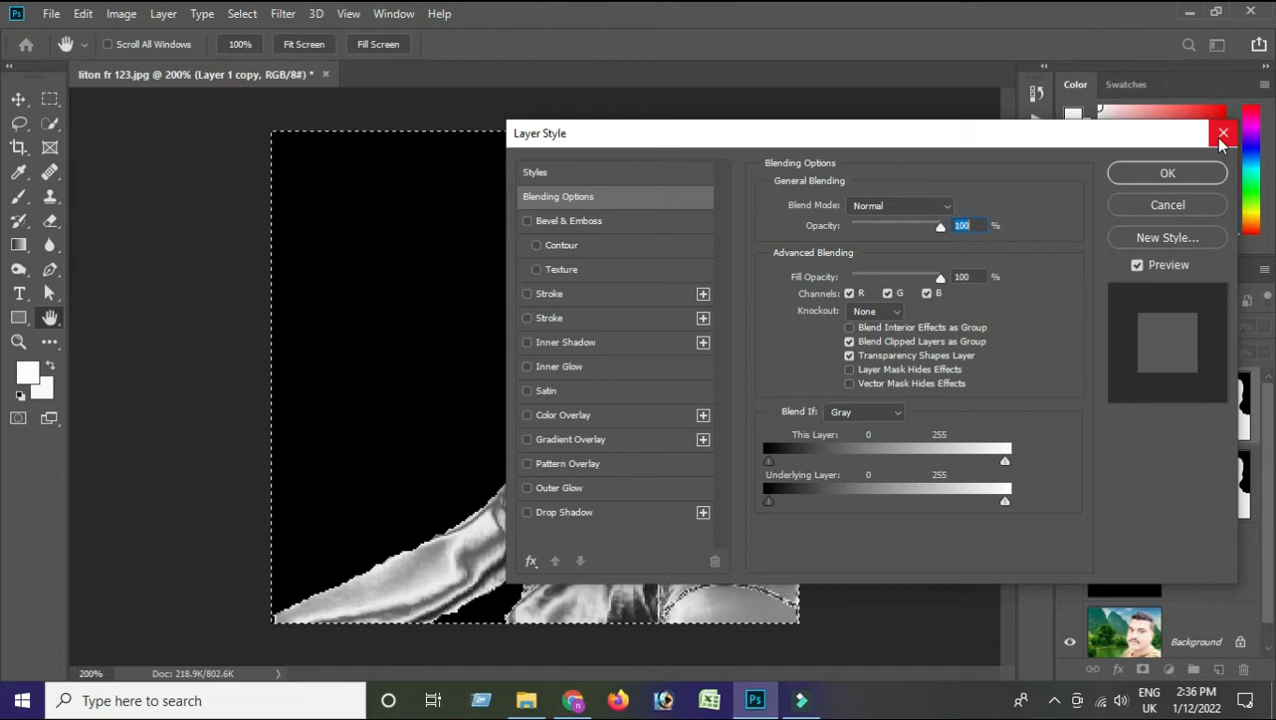 Ps File Edit Image Layer Type Select Filter 3D View Window Help
Scroll All Windows 100% Fit Screen Fill Screen
liton fr 123.jpg @ 200% (Layer 1 copy, RGB/8#) *
Color Swatches
Layer Style
Styles
Blending Options
Bevel & Emboss
Contour
Texture
Stroke
Stroke
Inner Shadow
Inner Glow
Satin
Color Overlay
Gradient Overlay
Pattern Overlay
Outer Glow
Drop Shadow
fx
Blending Options
General Blending
Blend Mode: Normal
Opacity: 100 %
Advanced Blending
Fill Opacity: 100 %
Channels: R G B
Knockout: None
Blend Interior Effects as Group
Blend Clipped Layers as Group
Transparency Shapes Layer
Layer Mask Hides Effects
Vector Mask Hides Effects
Blend If: Gray
This Layer: 0 255
Underlying Layer: 0 255
OK
Cancel
New Style...
Preview
Background
fx
200% Doc: 218.9K/802.6K
Type here to search
Ps
ENG
UK
2:36 PM
1/12/2022